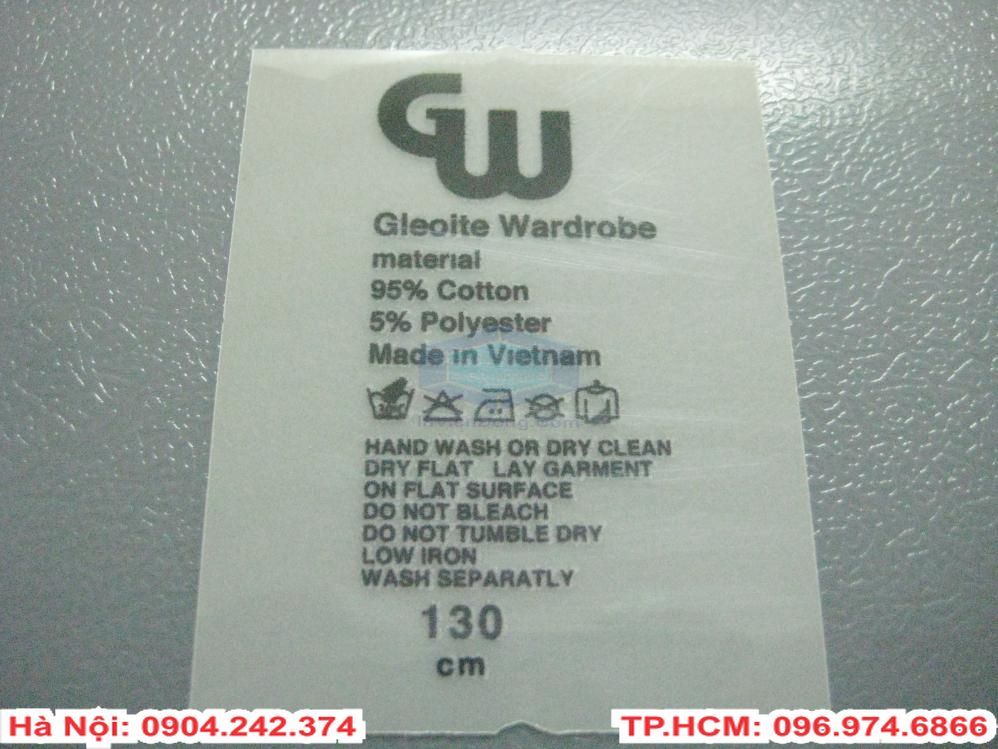 GW
Gleoite Wardrobe
material
95% Cotton
5% Polyester
Made in Vietnam
30C
HAND WASH OR DRY CLEAN
DRY FLAT LAY GARMENT
ON FLAT SURFACE
DO NOT BLEACH
DO NOT TUMBLE DRY
LOW IRON
WASH SEPARATLY
130
cm
Hà Nội: 0904.242.374
TP.HCM: 096.974.6866